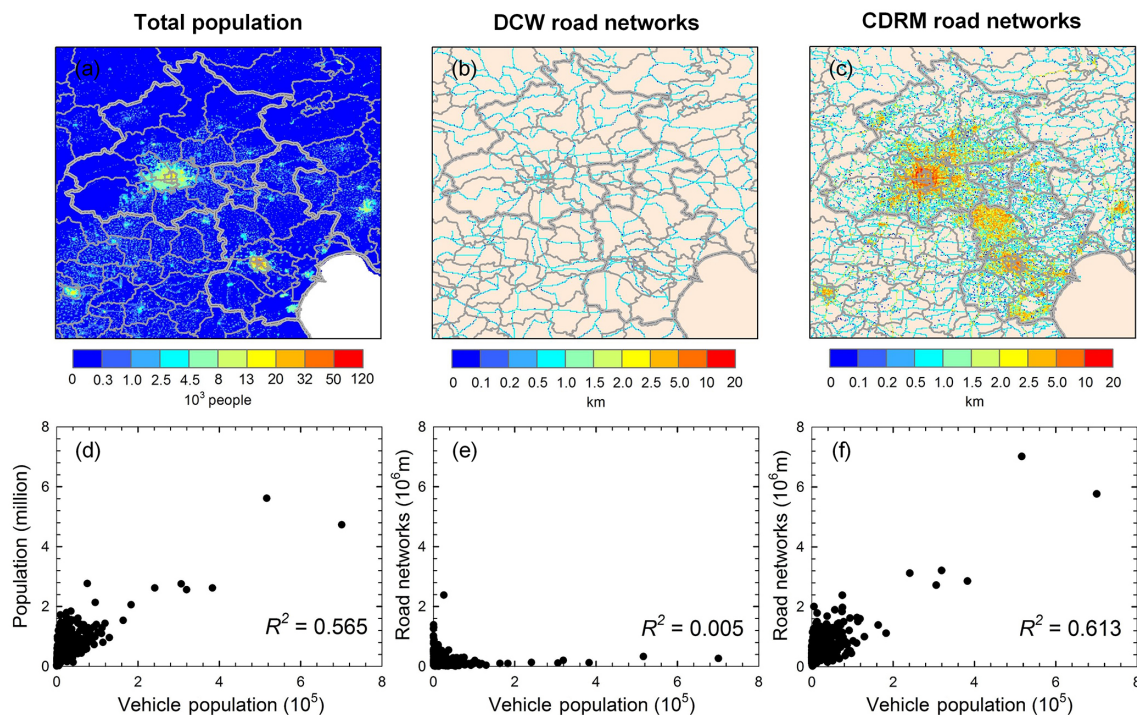 Total population
DCW road networks
CDRM road networks
(a)
(b)
(c)
0 0.3 1.0 2.5 4.5 8 13 20 32 50 120
10³ people
0 0.1 0.2 0.5 1.0 1.5 2.0 2.5 5.0 10 20
km
0 0.1 0.2 0.5 1.0 1.5 2.0 2.5 5.0 10 20
km
(d)
8
6
4
2
0
Population (million)
R² = 0.565
0 2 4 6 8
Vehicle population (10⁵)
(e)
8
6
4
2
0
Road networks (10⁶m)
R² = 0.005
0 2 4 6 8
Vehicle population (10⁵)
(f)
8
6
4
2
0
Road networks (10⁶m)
R² = 0.613
0 2 4 6 8
Vehicle population (10⁵)